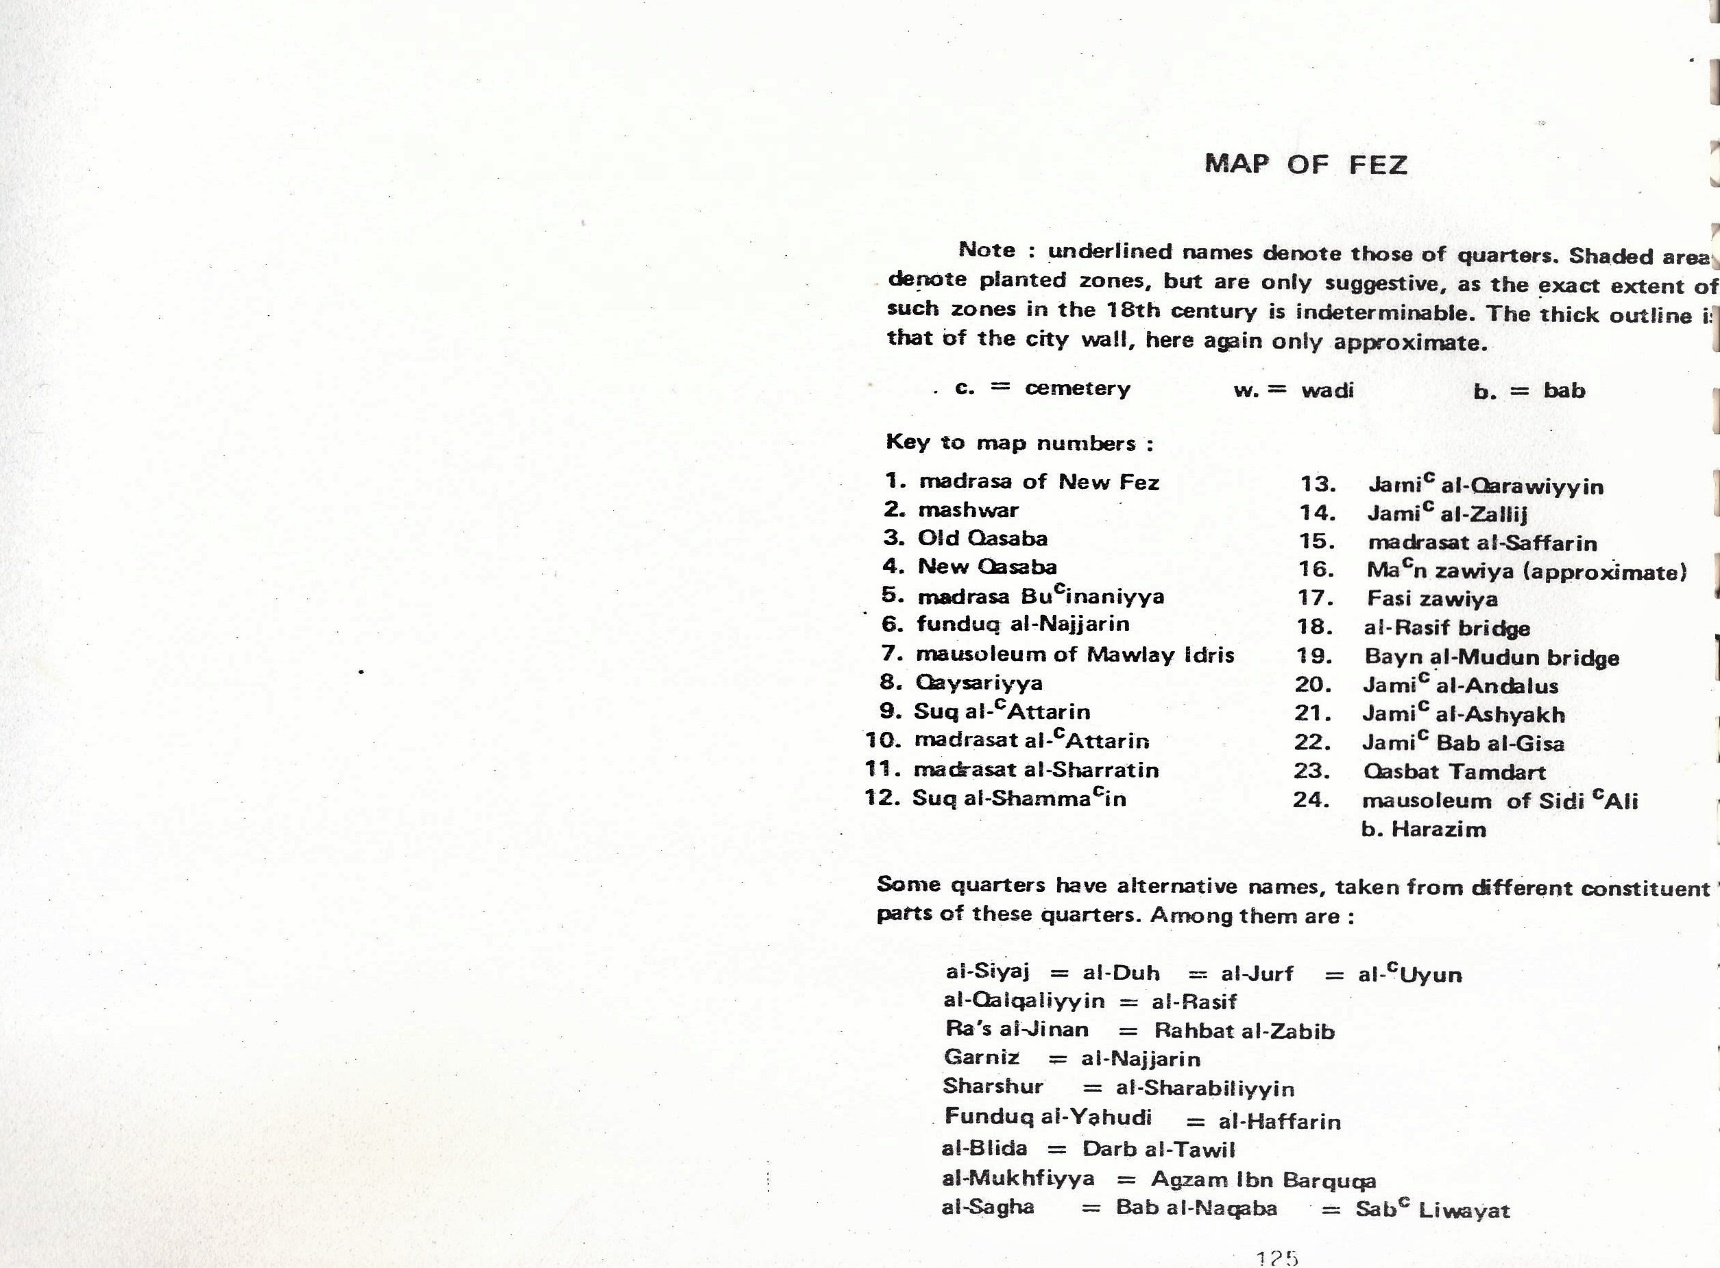 MAP OF FEZ
Note : underlined names denote those of quarters. Shaded area
denote planted zones, but are only suggestive, as the exact extent of
such zones in the 18th century is indeterminable. The thick outline is
that of the city wall, here again only approximate.
c. = cemetery w. = wadi b. = bab
Key to map numbers :
1. madrasa of New Fez
2. mashwar
3. Old Qasaba
4. New Qasaba
5. madrasa Buᶜinaniyya
6. funduq al-Najjarin
7. mausoleum of Mawlay Idris
8. Qaysariyya
9. Suq al-ᶜAttarin
10. madrasat al-ᶜAttarin
11. madrasat al-Sharratin
12. Suq al-Shammaᶜin
13. Jamiᶜ al-Qarawiyyin
14. Jamiᶜ al-Zallij
15. madrasat al-Saffarin
16. Maᶜn zawiya (approximate)
17. Fasi zawiya
18. al-Rasif bridge
19. Bayn al-Mudun bridge
20. Jamiᶜ al-Andalus
21. Jamiᶜ al-Ashyakh
22. Jamiᶜ Bab al-Gisa
23. Qasbat Tamdart
24. mausoleum of Sidi ᶜAli
b. Harazim
Some quarters have alternative names, taken from different constituent
parts of these quarters. Among them are :
al-Siyaj = al-Duh = al-Jurf = al-ᶜUyun
al-Qalqaliyyin = al-Rasif
Ra's al-Jinan = Rahbat al-Zabib
Garniz = al-Najjarin
Sharshur = al-Sharabiliyyin
Funduq al-Yahudi = al-Haffarin
al-Blida = Darb al-Tawil
al-Mukhfiyya = Agzam Ibn Barquqa
al-Sagha = Bab al-Naqaba = Sabᶜ Liwayat
125